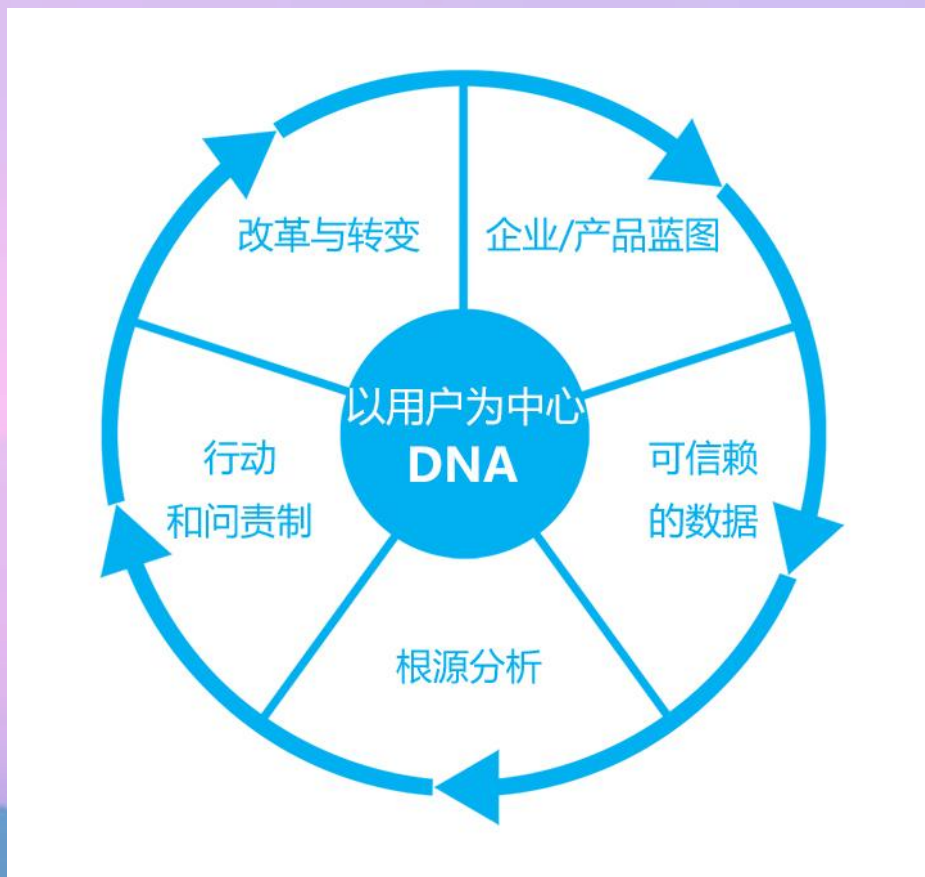 改革与转变
企业/产品蓝图
以用户为中心
DNA
行动
和问责制
可信赖
的数据
根源分析